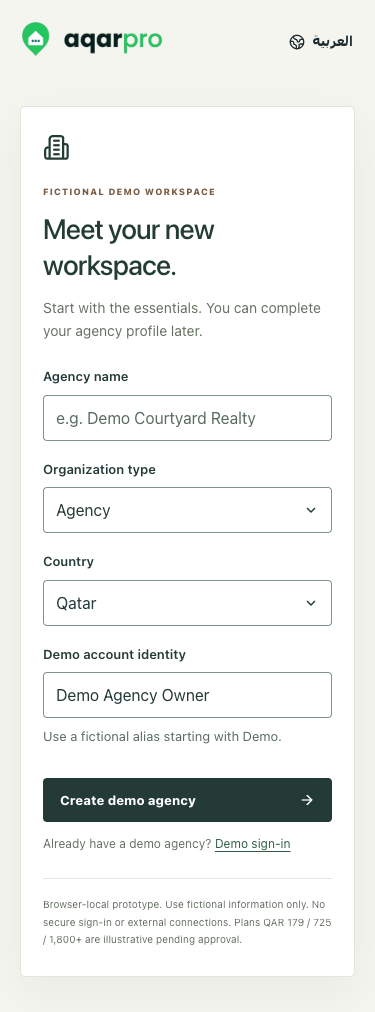 aqarpro
العربية
FICTIONAL DEMO WORKSPACE
Meet your new
workspace.
Start with the essentials. You can complete
your agency profile later.
Agency name
e.g. Demo Courtyard Realty
Organization type
Agency
Country
Qatar
Demo account identity
Demo Agency Owner
Use a fictional alias starting with Demo.
Create demo agency
Already have a demo agency? Demo sign-in
Browser-local prototype. Use fictional information only. No
secure sign-in or external connections. Plans QAR 179 / 725
/ 1,800+ are illustrative pending approval.